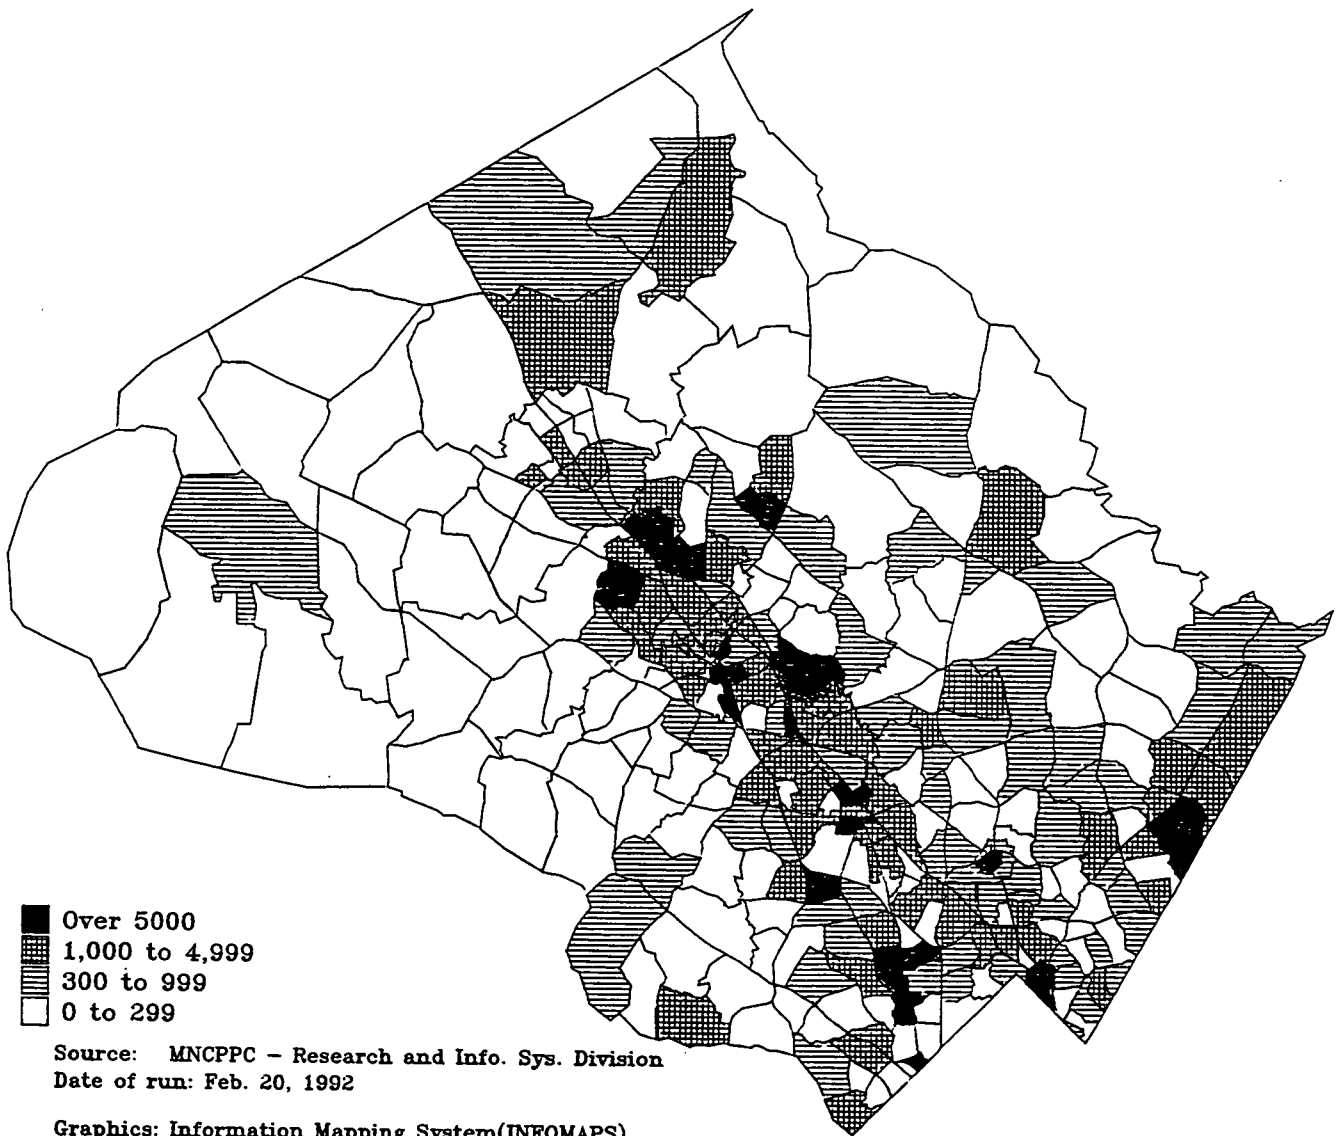 Over 5000
1,000 to 4,999
300 to 999
0 to 299
Source: MNCPPC - Research and Info. Sys. Division
Date of run: Feb. 20, 1992
Graphics: Information Mapping System(INFOMAPS)